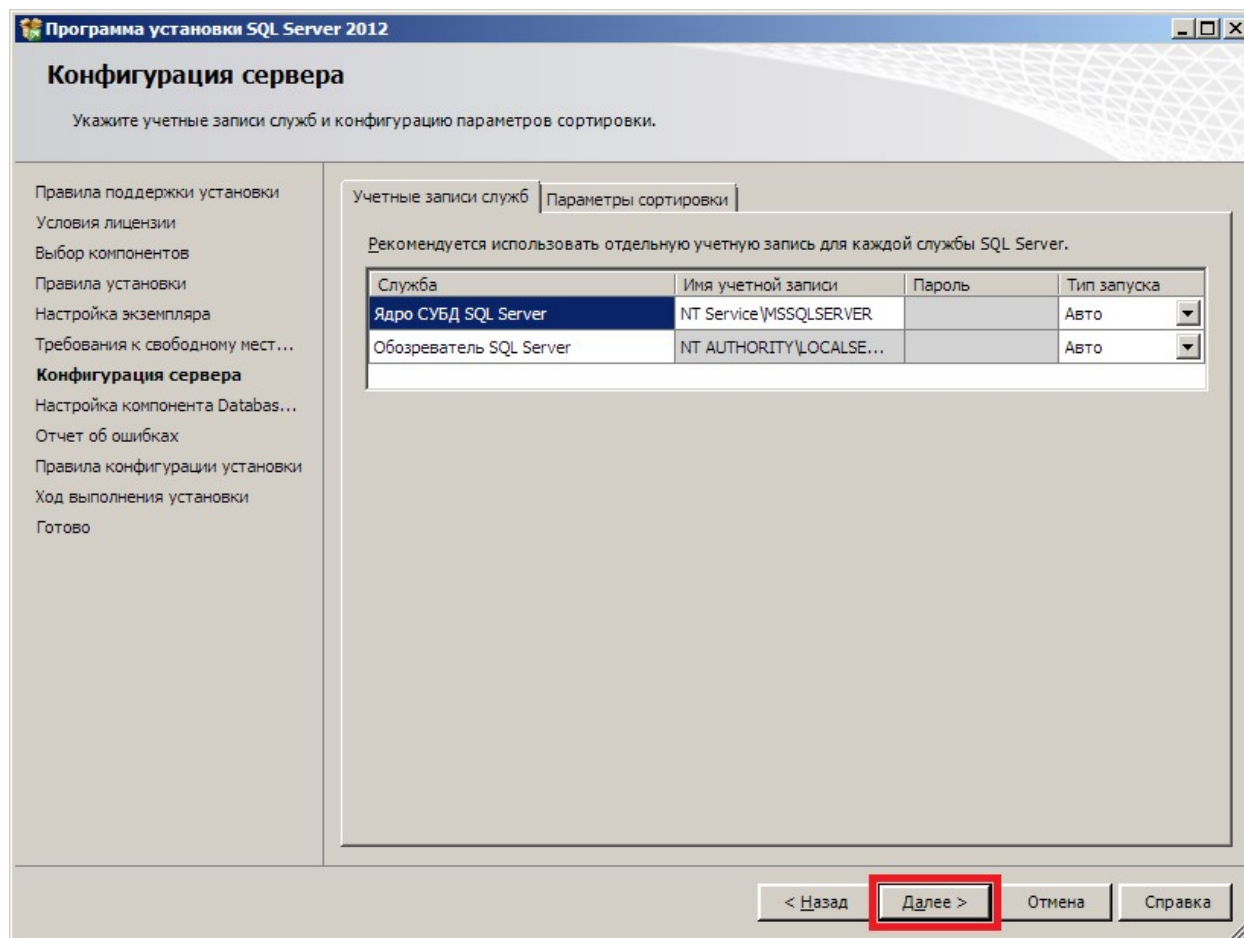 Программа установки SQL Server 2012
Конфигурация сервера
Укажите учетные записи служб и конфигурацию параметров сортировки.
Правила поддержки установки
Условия лицензии
Выбор компонентов
Правила установки
Настройка экземпляра
Требования к свободному мест...
Конфигурация сервера
Настройка компонента Databas...
Отчет об ошибках
Правила конфигурации установки
Ход выполнения установки
Готово
Учетные записи служб Параметры сортировки
Рекомендуется использовать отдельную учетную запись для каждой службы SQL Server.
Служба Имя учетной записи Пароль Тип запуска
Ядро СУБД SQL Server NT Service\MSSQLSERVER Авто
Обозреватель SQL Server NT AUTHORITY\LOCALSE... Авто
< Назад Далее > Отмена Справка